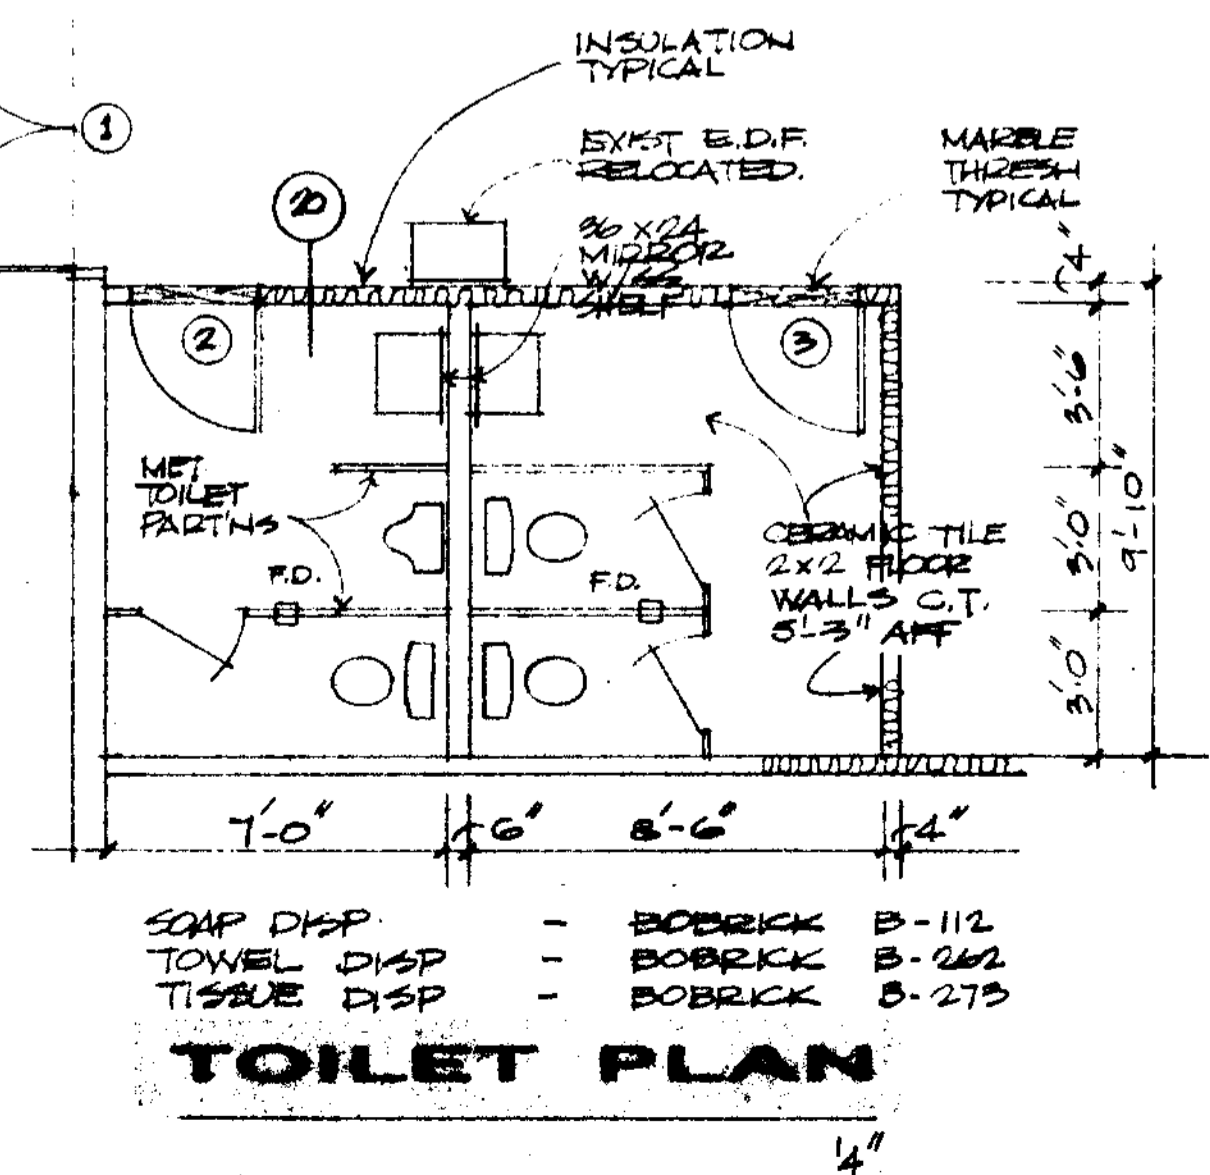 INSULATION
TYPICAL
1
EXIST E.D.F.
RELOCATED.
MARBLE
THRESH
TYPICAL
20
36 X 24
MIRROR
SHELF
4"
2
3
3'-6"
MET.
TOILET
PART'NS
F.D.
F.D.
CERAMIC TILE
2X2 FLOOR
WALLS C.T.
5'-3" AFF
3'-0"
9'-10"
3'-0"
7'-0"
6"
8'-6"
4"
SOAP DISP. - BOBRICK B-112
TOWEL DISP - BOBRICK B-262
TISSUE DISP - BOBRICK B-273
TOILET PLAN
1/4"